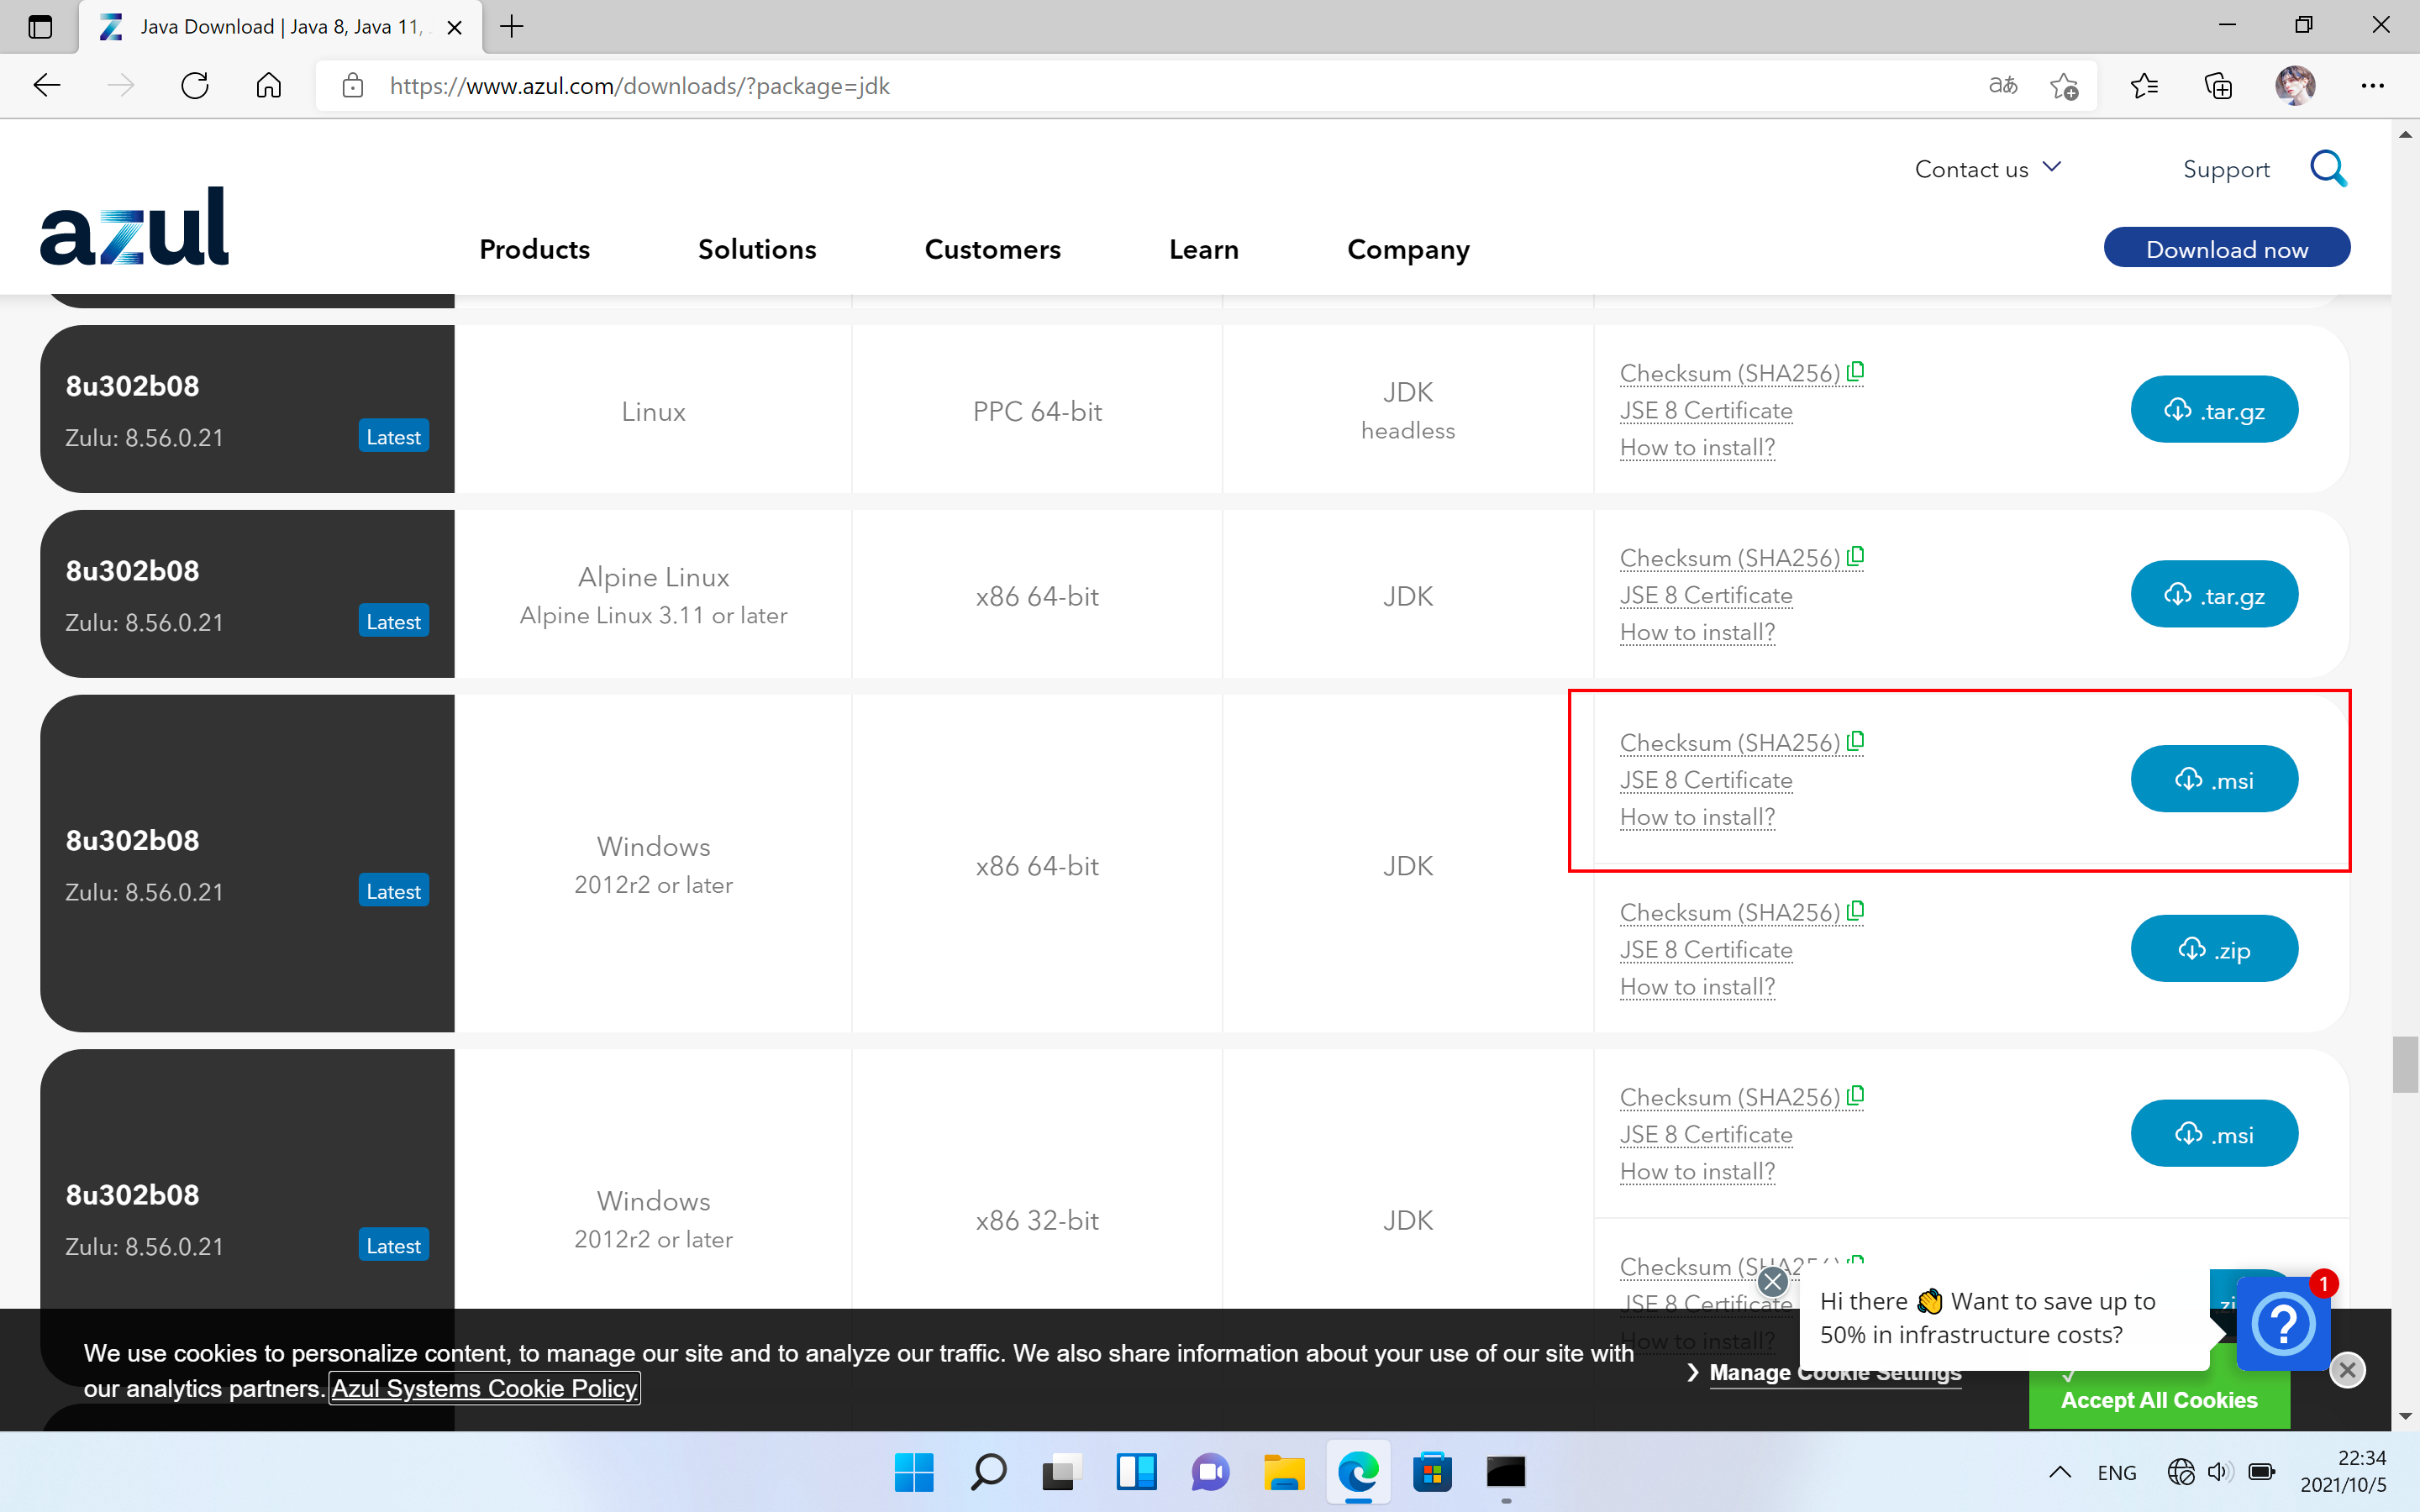 Java Download | Java 8, Java 11,
https://www.azul.com/downloads/?package=jdk
aあ
Contact us
Support
azul
Products
Solutions
Customers
Learn
Company
Download now
8u302b08
Zulu: 8.56.0.21
Latest
Linux
PPC 64-bit
JDK
headless
Checksum (SHA256)
JSE 8 Certificate
How to install?
.tar.gz
8u302b08
Zulu: 8.56.0.21
Latest
Alpine Linux
Alpine Linux 3.11 or later
x86 64-bit
JDK
Checksum (SHA256)
JSE 8 Certificate
How to install?
.tar.gz
8u302b08
Zulu: 8.56.0.21
Latest
Windows
2012r2 or later
x86 64-bit
JDK
Checksum (SHA256)
JSE 8 Certificate
How to install?
.msi
Checksum (SHA256)
JSE 8 Certificate
How to install?
.zip
8u302b08
Zulu: 8.56.0.21
Latest
Windows
2012r2 or later
x86 32-bit
JDK
Checksum (SHA256)
JSE 8 Certificate
How to install?
.msi
Checksum (SHA256)
JSE 8 Certificate
How to install?
Hi there 👋 Want to save up to
50% in infrastructure costs?
1
We use cookies to personalize content, to manage our site and to analyze our traffic. We also share information about your use of our site with
our analytics partners. Azul Systems Cookie Policy
Manage Cookie Settings
Accept All Cookies
ENG
22:34
2021/10/5